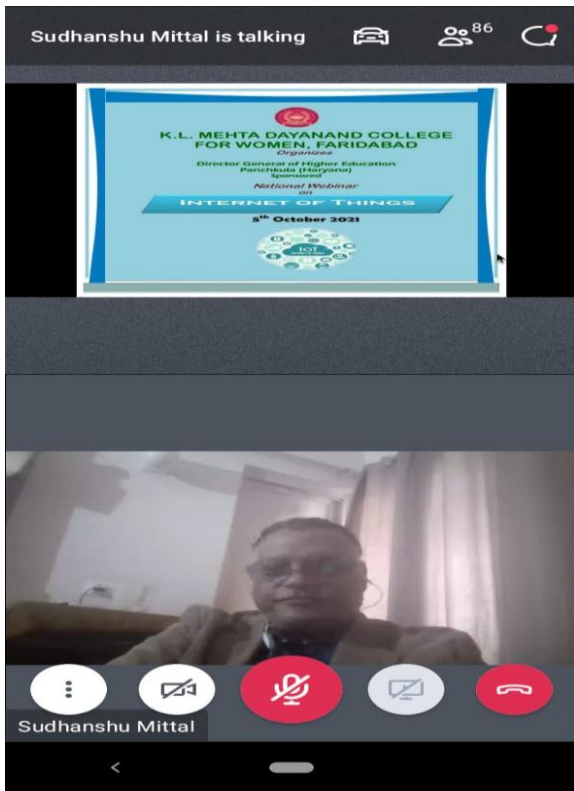 Sudhanshu Mittal is talking
86
K.L. MEHTA DAYANAND COLLEGE
FOR WOMEN, FARIDABAD
Organizes
Director General of Higher Education
Panchkula (Haryana)
Sponsored
National Webinar
on
INTERNET OF THINGS
5th October 2021
IoT
Sudhanshu Mittal